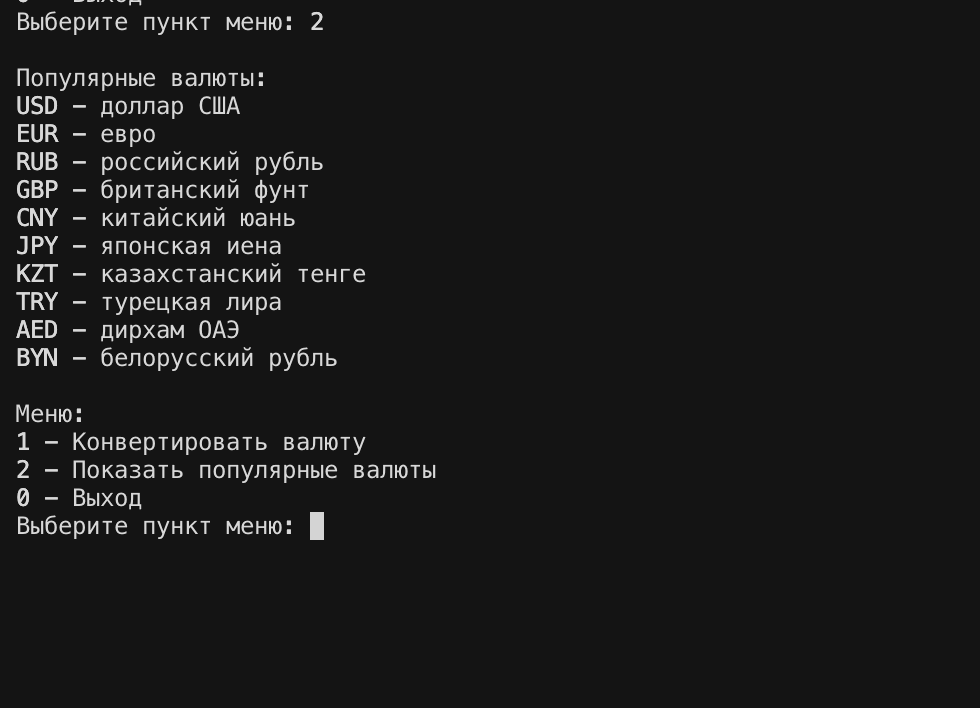 0 – Выход
Выберите пункт меню: 2
Популярные валюты:
USD – доллар США
EUR – евро
RUB – российский рубль
GBP – британский фунт
CNY – китайский юань
JPY – японская иена
KZT – казахстанский тенге
TRY – турецкая лира
AED – дирхам ОАЭ
BYN – белорусский рубль
Меню:
1 – Конвертировать валюту
2 – Показать популярные валюты
0 – Выход
Выберите пункт меню: